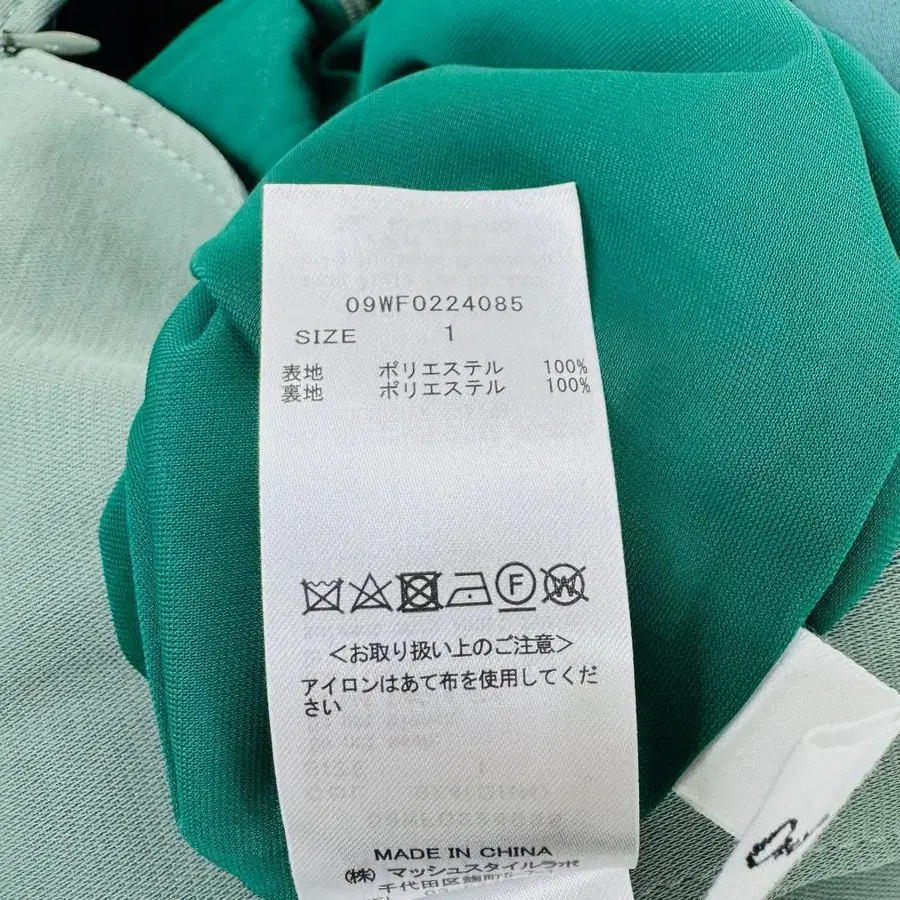 09WF0224085
SIZE 1
表地 ポリエステル 100%
裏地 ポリエステル 100%
F
W
<お取り扱い上のご注意>
アイロンはあて布を使用してくだ
さい
MADE IN CHINA
(株)マッシュスタイルラボ
千代田区麹町